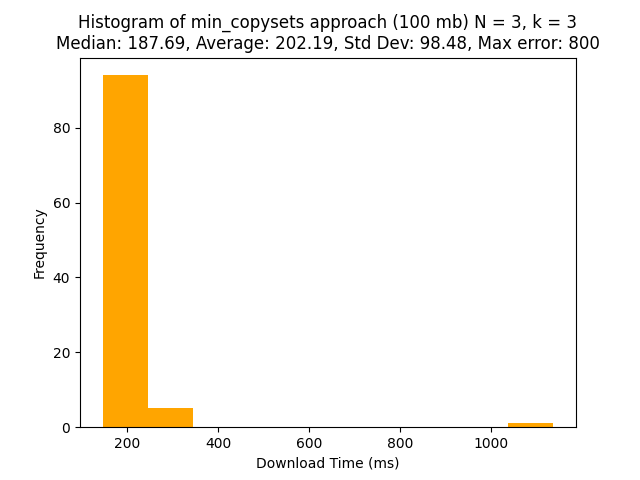 Histogram of min_copysets approach (100 mb) N = 3, k = 3
Median: 187.69, Average: 202.19, Std Dev: 98.48, Max error: 800
80
60
40
20
0
Frequency
200 400 600 800 1000
Download Time (ms)